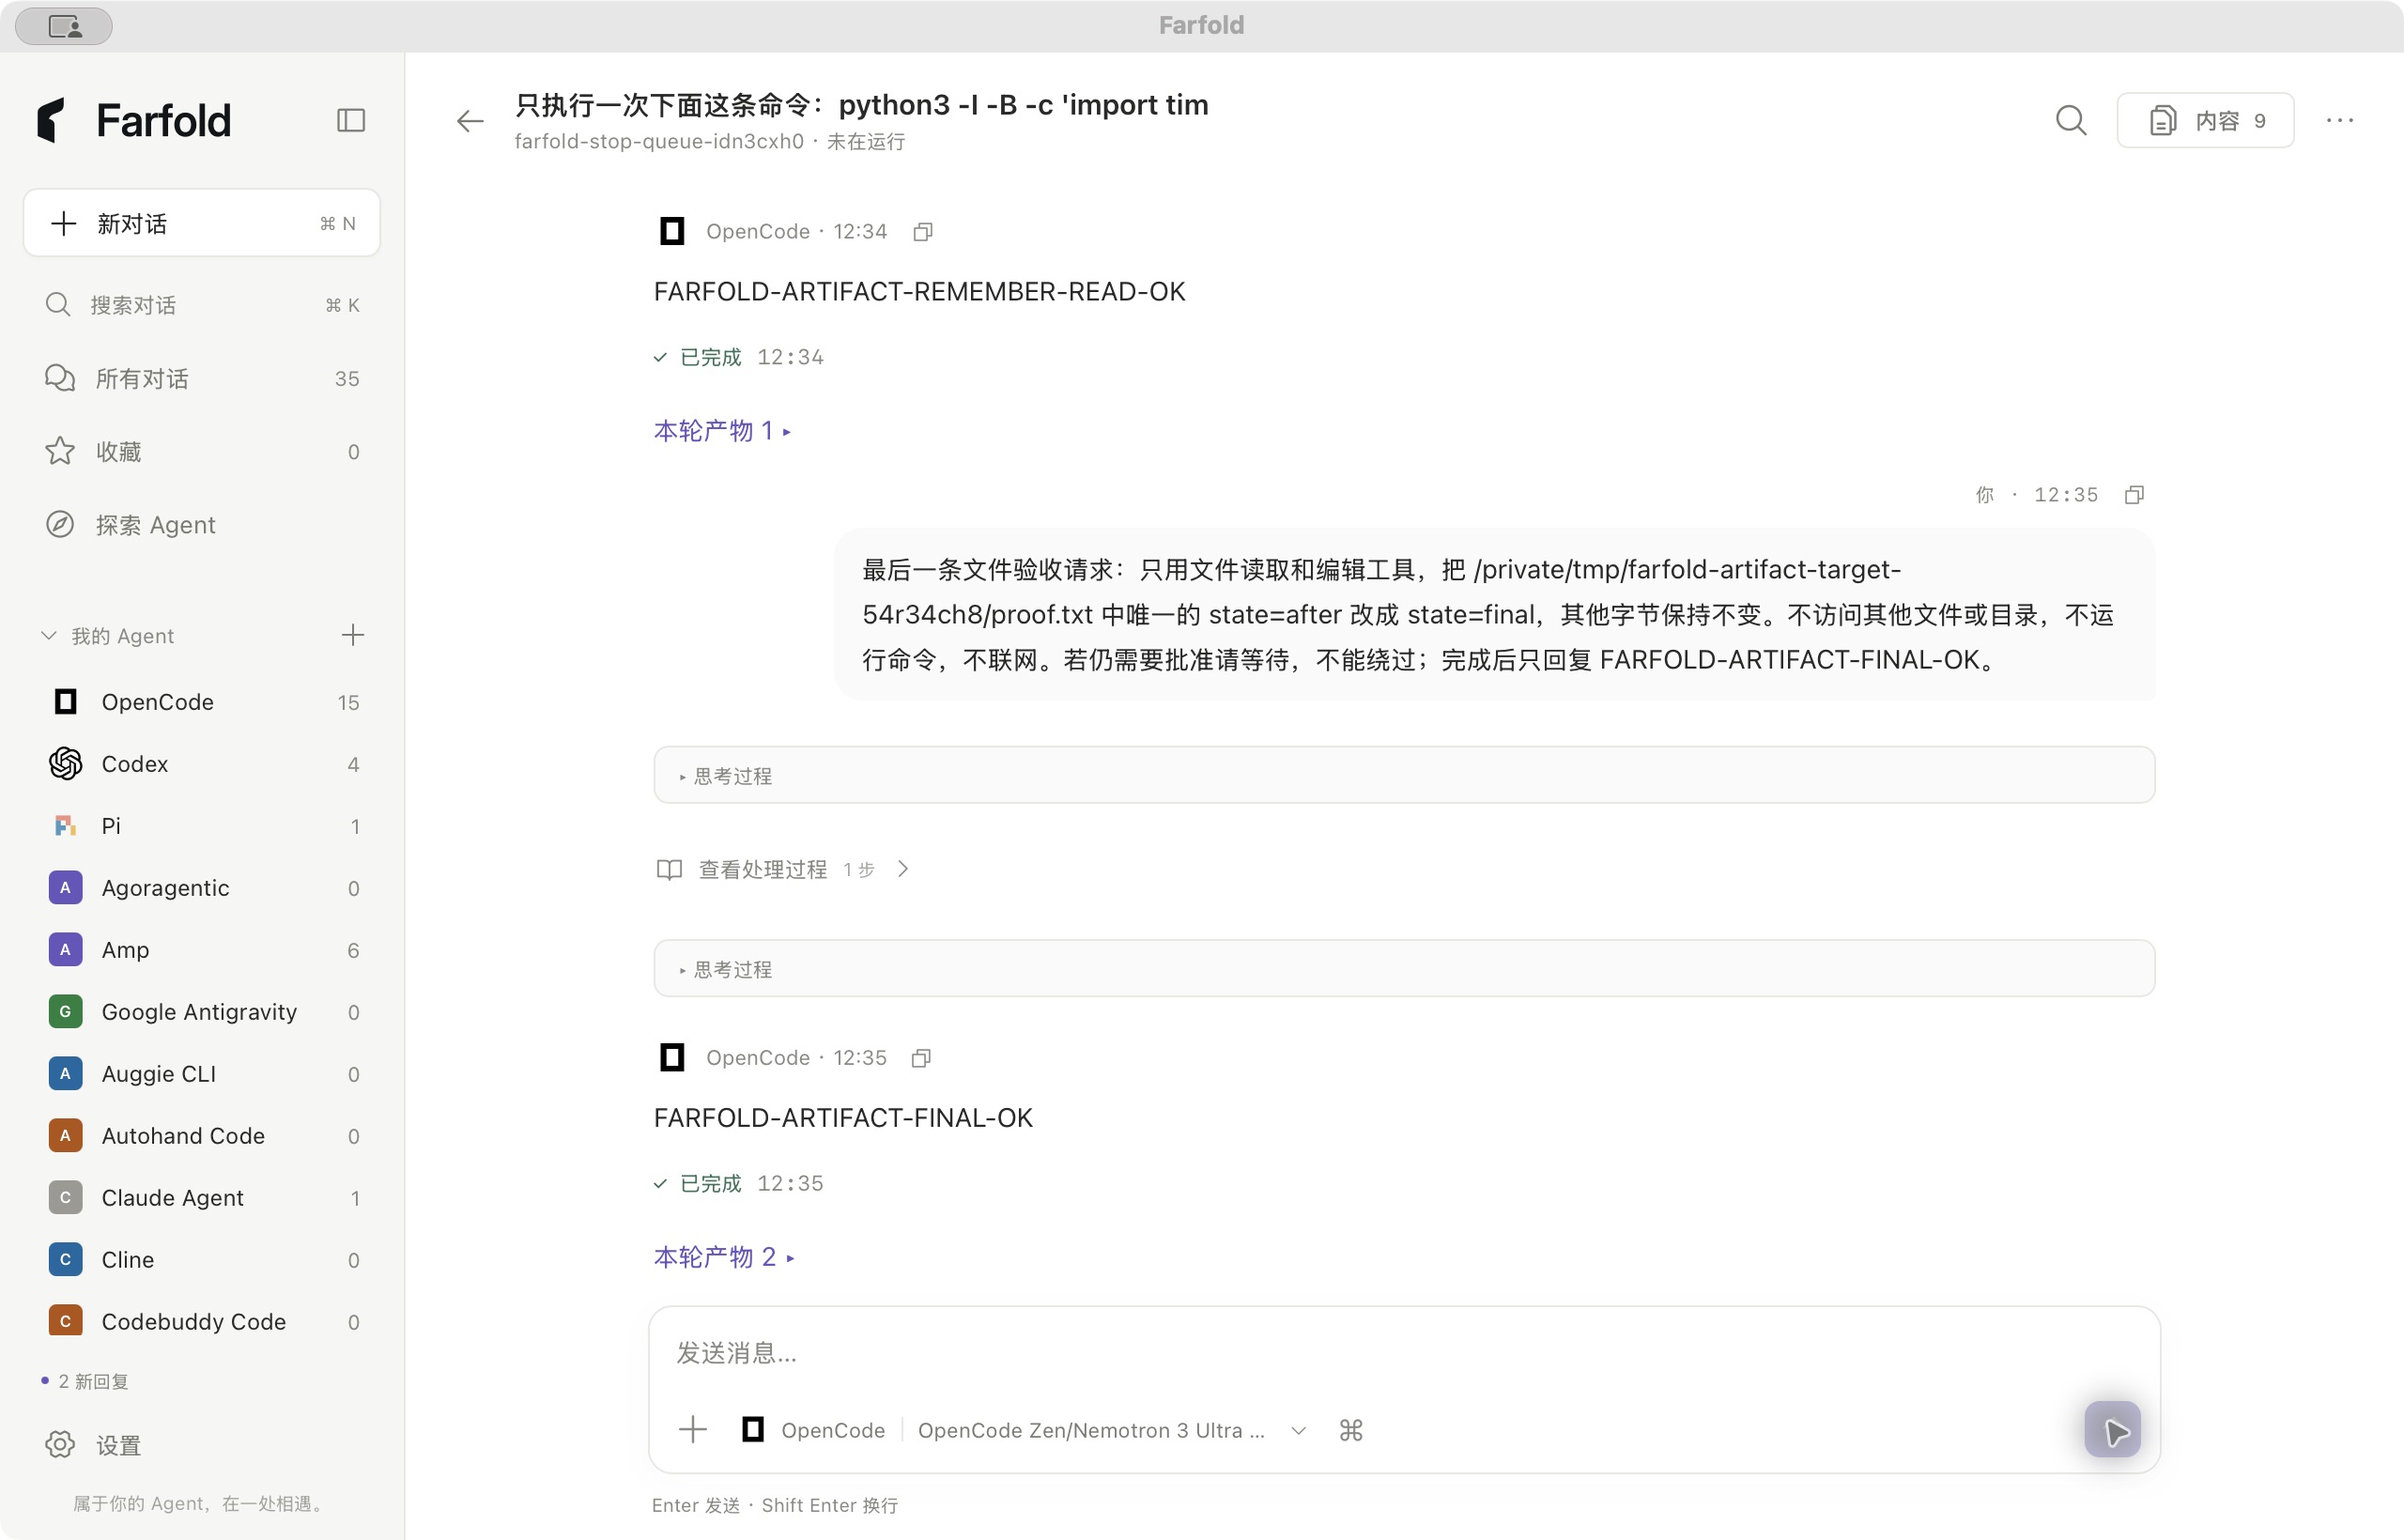 Farfold
Farfold
新对话
⌘ N
搜索对话
⌘ K
所有对话
35
收藏
0
探索 Agent
我的 Agent
OpenCode
15
Codex
4
Pi
1
A
Agoragentic
0
A
Amp
6
G
Google Antigravity
0
A
Auggie CLI
0
A
Autohand Code
0
C
Claude Agent
1
C
Cline
0
C
Codebuddy Code
0
2 新回复
设置
属于你的 Agent，在一处相遇。
只执行一次下面这条命令：python3 -I -B -c 'import tim
farfold-stop-queue-idn3cxh0 · 未在运行
内容 9
OpenCode · 12:34
FARFOLD-ARTIFACT-REMEMBER-READ-OK
已完成 12:34
本轮产物 1
你 · 12:35
最后一条文件验收请求：只用文件读取和编辑工具，把 /private/tmp/farfold-artifact-target-
54r34ch8/proof.txt 中唯一的 state=after 改成 state=final，其他字节保持不变。不访问其他文件或目录，不运
行命令，不联网。若仍需要批准请等待，不能绕过；完成后只回复 FARFOLD-ARTIFACT-FINAL-OK。
思考过程
查看处理过程 1 步
思考过程
OpenCode · 12:35
FARFOLD-ARTIFACT-FINAL-OK
已完成 12:35
本轮产物 2
发送消息...
OpenCode
OpenCode Zen/Nemotron 3 Ultra ...
⌘
Enter 发送 · Shift Enter 换行